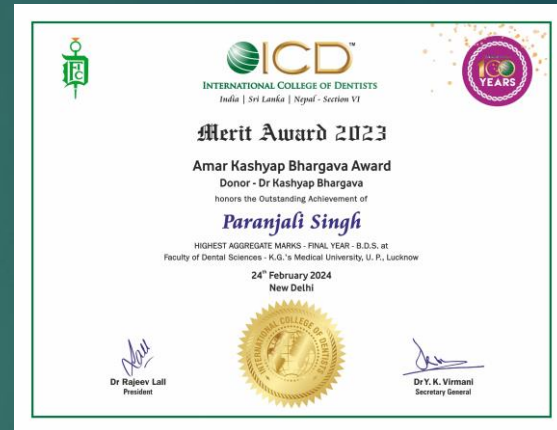 ICD™
INTERNATIONAL COLLEGE OF DENTISTS
India | Sri Lanka | Nepal - Section VI
100
YEARS
Merit Award 2023
Amar Kashyap Bhargava Award
Donor - Dr Kashyap Bhargava
honors the Outstanding Achievement of
Paranjali Singh
HIGHEST AGGREGATE MARKS - FINAL YEAR - B.D.S. at
Faculty of Dental Sciences - K.G.'s Medical University, U. P., Lucknow
24th February 2024
New Delhi
INTERNATIONAL COLLEGE OF DENTISTS
Dr Rajeev Lall
President
Dr Y. K. Virmani
Secretary General